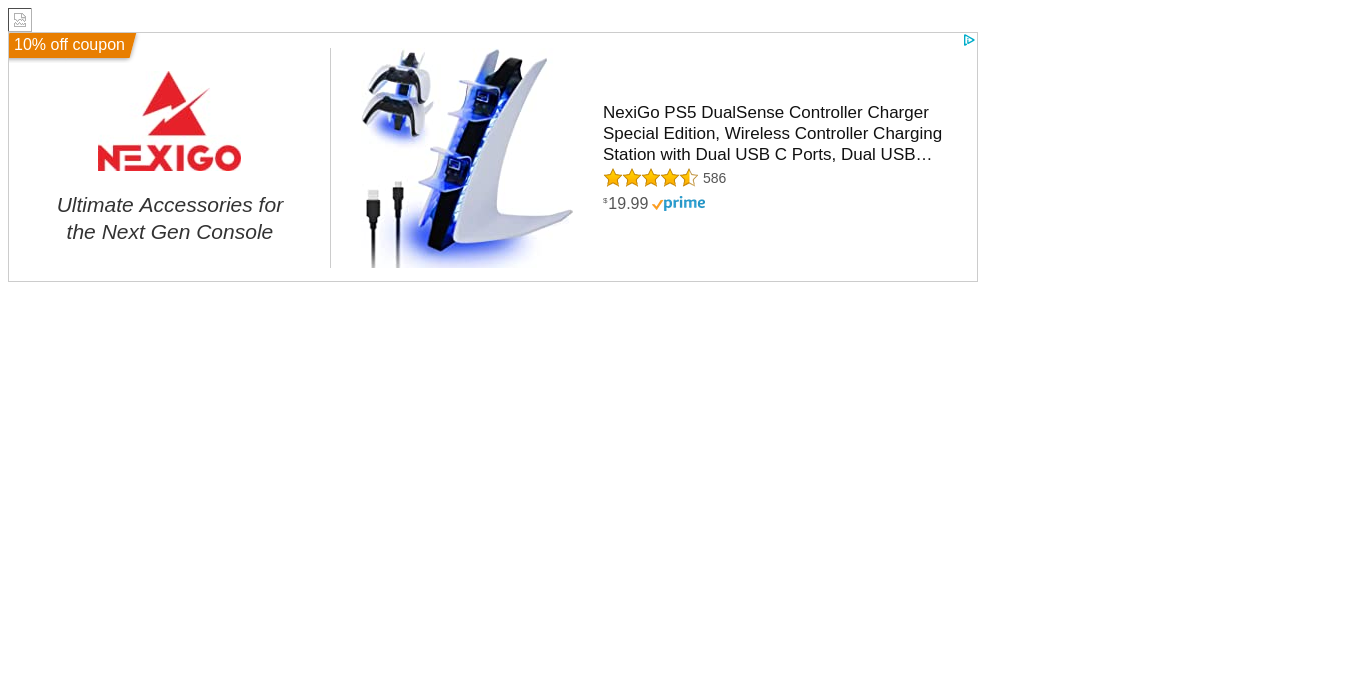 10% off coupon
NEXIGO
Ultimate Accessories for
the Next Gen Console
NexiGo PS5 DualSense Controller Charger
Special Edition, Wireless Controller Charging
Station with Dual USB C Ports, Dual USB…
586
$19.99 prime